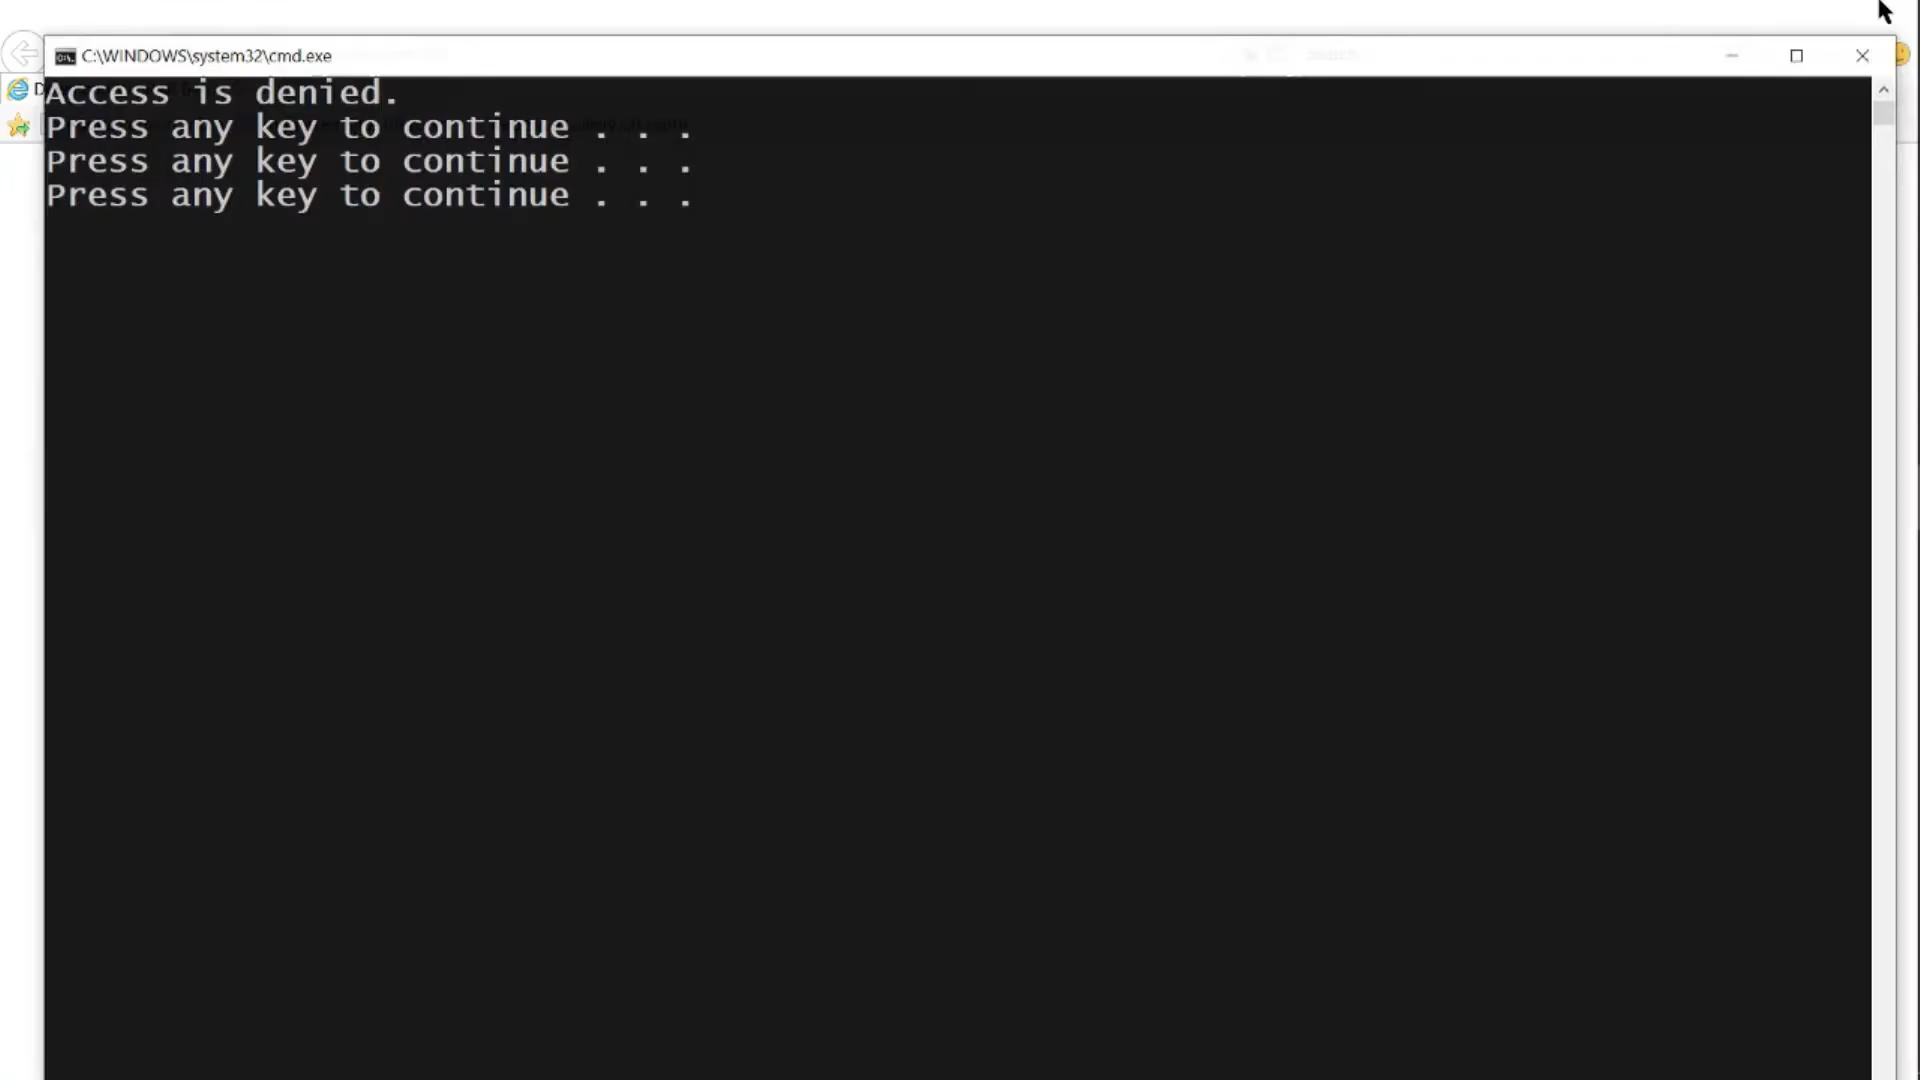 C:\WINDOWS\system32\cmd.exe
Access is denied.
Press any key to continue . . .
Press any key to continue . . .
Press any key to continue . . .